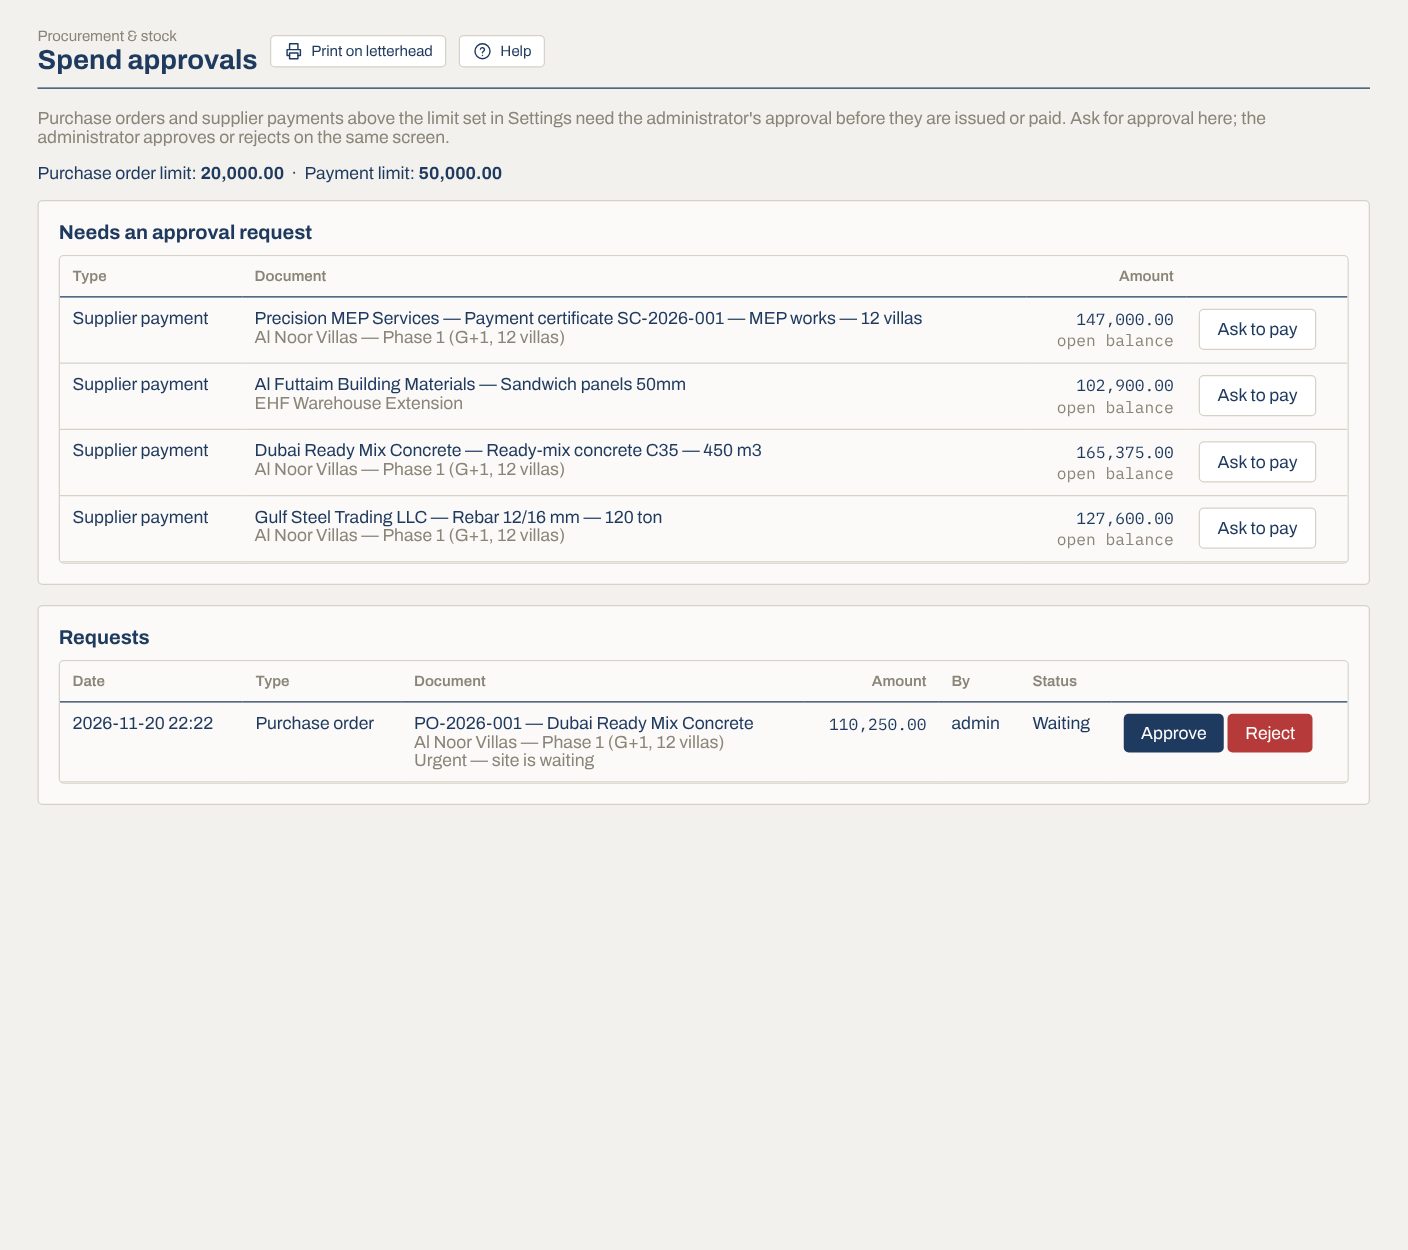 Procurement & stock
Spend approvals
Print on letterhead
Help
Purchase orders and supplier payments above the limit set in Settings need the administrator's approval before they are issued or paid. Ask for approval here; the
administrator approves or rejects on the same screen.
Purchase order limit: 20,000.00 · Payment limit: 50,000.00
Needs an approval request
Type Document Amount
Supplier payment Precision MEP Services — Payment certificate SC-2026-001 — MEP works — 12 villas 147,000.00 Ask to pay
Al Noor Villas — Phase 1 (G+1, 12 villas) open balance
Supplier payment Al Futtaim Building Materials — Sandwich panels 50mm 102,900.00 Ask to pay
EHF Warehouse Extension open balance
Supplier payment Dubai Ready Mix Concrete — Ready-mix concrete C35 — 450 m3 165,375.00 Ask to pay
Al Noor Villas — Phase 1 (G+1, 12 villas) open balance
Supplier payment Gulf Steel Trading LLC — Rebar 12/16 mm — 120 ton 127,600.00 Ask to pay
Al Noor Villas — Phase 1 (G+1, 12 villas) open balance
Requests
Date Type Document Amount By Status
2026-11-20 22:22 Purchase order PO-2026-001 — Dubai Ready Mix Concrete 110,250.00 admin Waiting Approve Reject
Al Noor Villas — Phase 1 (G+1, 12 villas)
Urgent — site is waiting